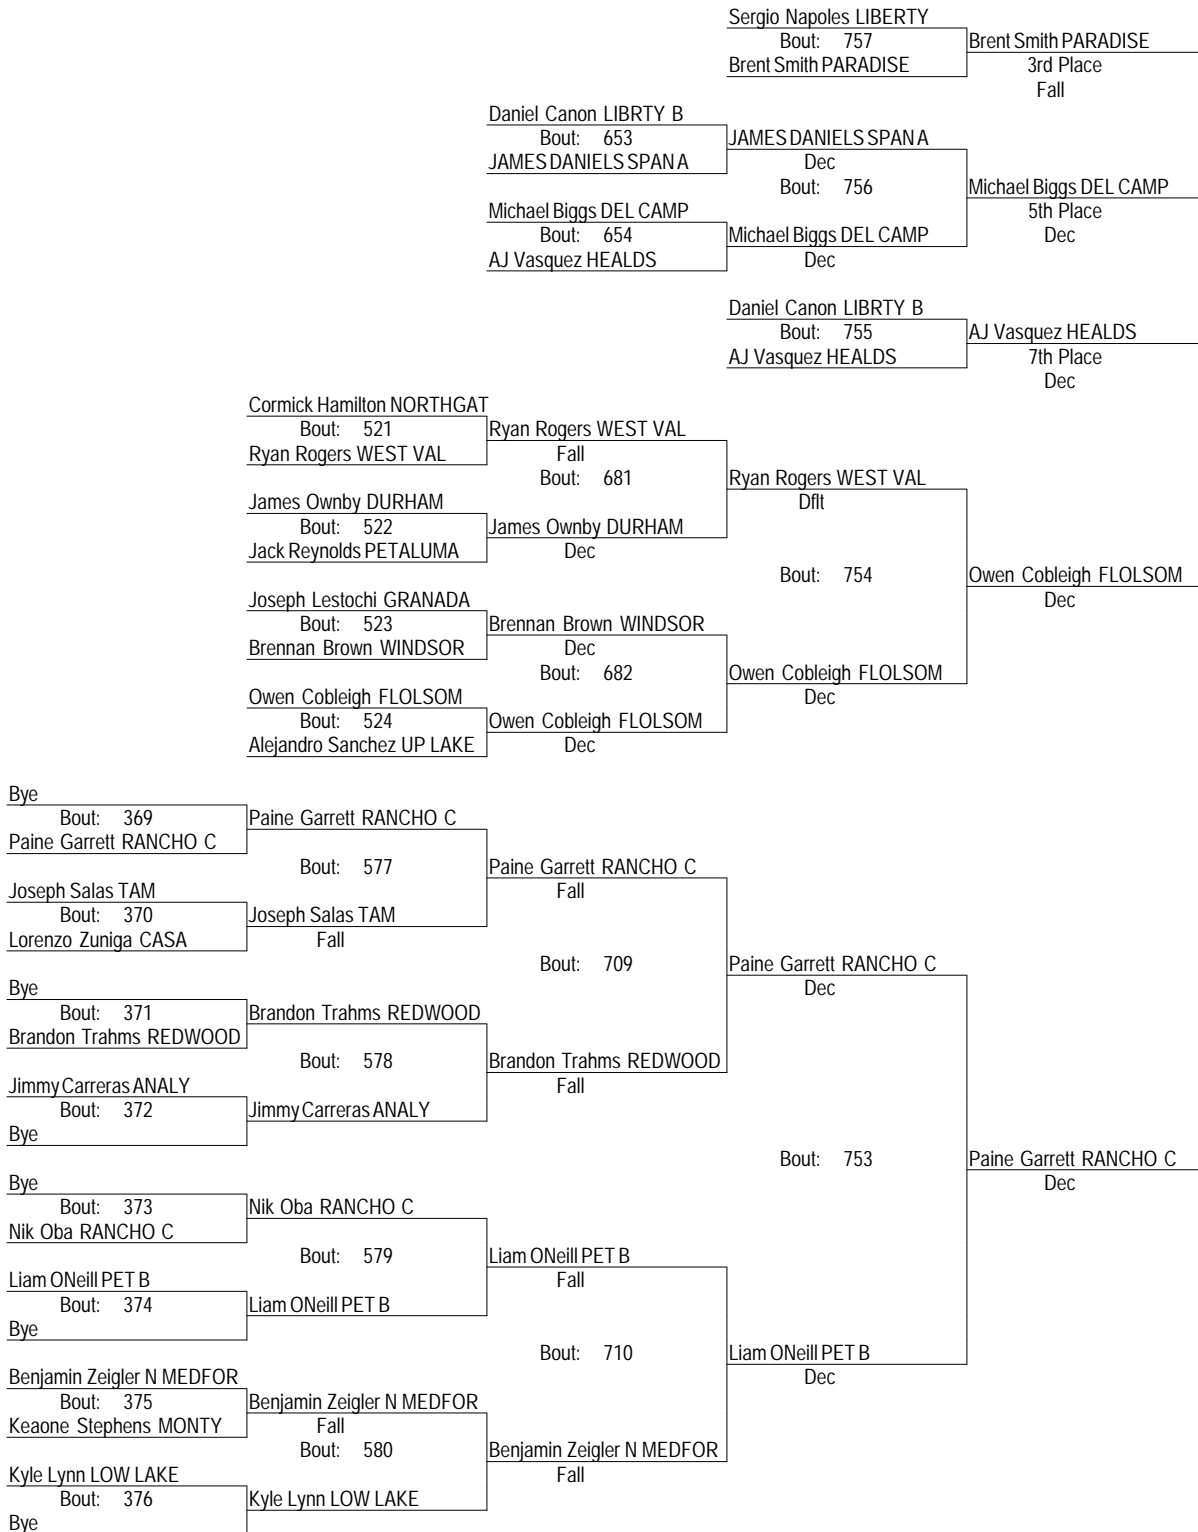 Sergio Napoles LIBERTY
Bout: 757
Brent Smith PARADISE
Brent Smith PARADISE
3rd Place
Fall
Daniel Canon LIBRTY B
Bout: 653
JAMES DANIELS SPAN A
JAMES DANIELS SPAN A
Dec
Bout: 756
Michael Biggs DEL CAMP
5th Place
Dec
Michael Biggs DEL CAMP
Bout: 654
AJ Vasquez HEALDS
Michael Biggs DEL CAMP
Dec
Daniel Canon LIBRTY B
Bout: 755
AJ Vasquez HEALDS
AJ Vasquez HEALDS
7th Place
Dec
Cormick Hamilton NORTHGAT
Bout: 521
Ryan Rogers WEST VAL
Ryan Rogers WEST VAL
Fall
Bout: 681
Ryan Rogers WEST VAL
Dflt
James Ownby DURHAM
Bout: 522
Jack Reynolds PETALUMA
James Ownby DURHAM
Dec
Bout: 754
Owen Cobleigh FLOLSOM
Dec
Joseph Lestochi GRANADA
Bout: 523
Brennan Brown WINDSOR
Brennan Brown WINDSOR
Dec
Bout: 682
Owen Cobleigh FLOLSOM
Dec
Owen Cobleigh FLOLSOM
Bout: 524
Alejandro Sanchez UP LAKE
Owen Cobleigh FLOLSOM
Dec
Bye
Bout: 369
Paine Garrett RANCHO C
Paine Garrett RANCHO C
Bout: 577
Paine Garrett RANCHO C
Fall
Joseph Salas TAM
Bout: 370
Lorenzo Zuniga CASA
Joseph Salas TAM
Fall
Bout: 709
Paine Garrett RANCHO C
Dec
Bye
Bout: 371
Brandon Trahms REDWOOD
Brandon Trahms REDWOOD
Bout: 578
Brandon Trahms REDWOOD
Fall
Jimmy Carreras ANALY
Bout: 372
Bye
Jimmy Carreras ANALY
Bout: 753
Paine Garrett RANCHO C
Dec
Bye
Bout: 373
Nik Oba RANCHO C
Nik Oba RANCHO C
Bout: 579
Liam ONeill PET B
Fall
Liam ONeill PET B
Bout: 374
Bye
Liam ONeill PET B
Bout: 710
Liam ONeill PET B
Dec
Benjamin Zeigler N MEDFOR
Bout: 375
Keaone Stephens MONTY
Benjamin Zeigler N MEDFOR
Fall
Bout: 580
Benjamin Zeigler N MEDFOR
Fall
Kyle Lynn LOW LAKE
Bout: 376
Bye
Kyle Lynn LOW LAKE